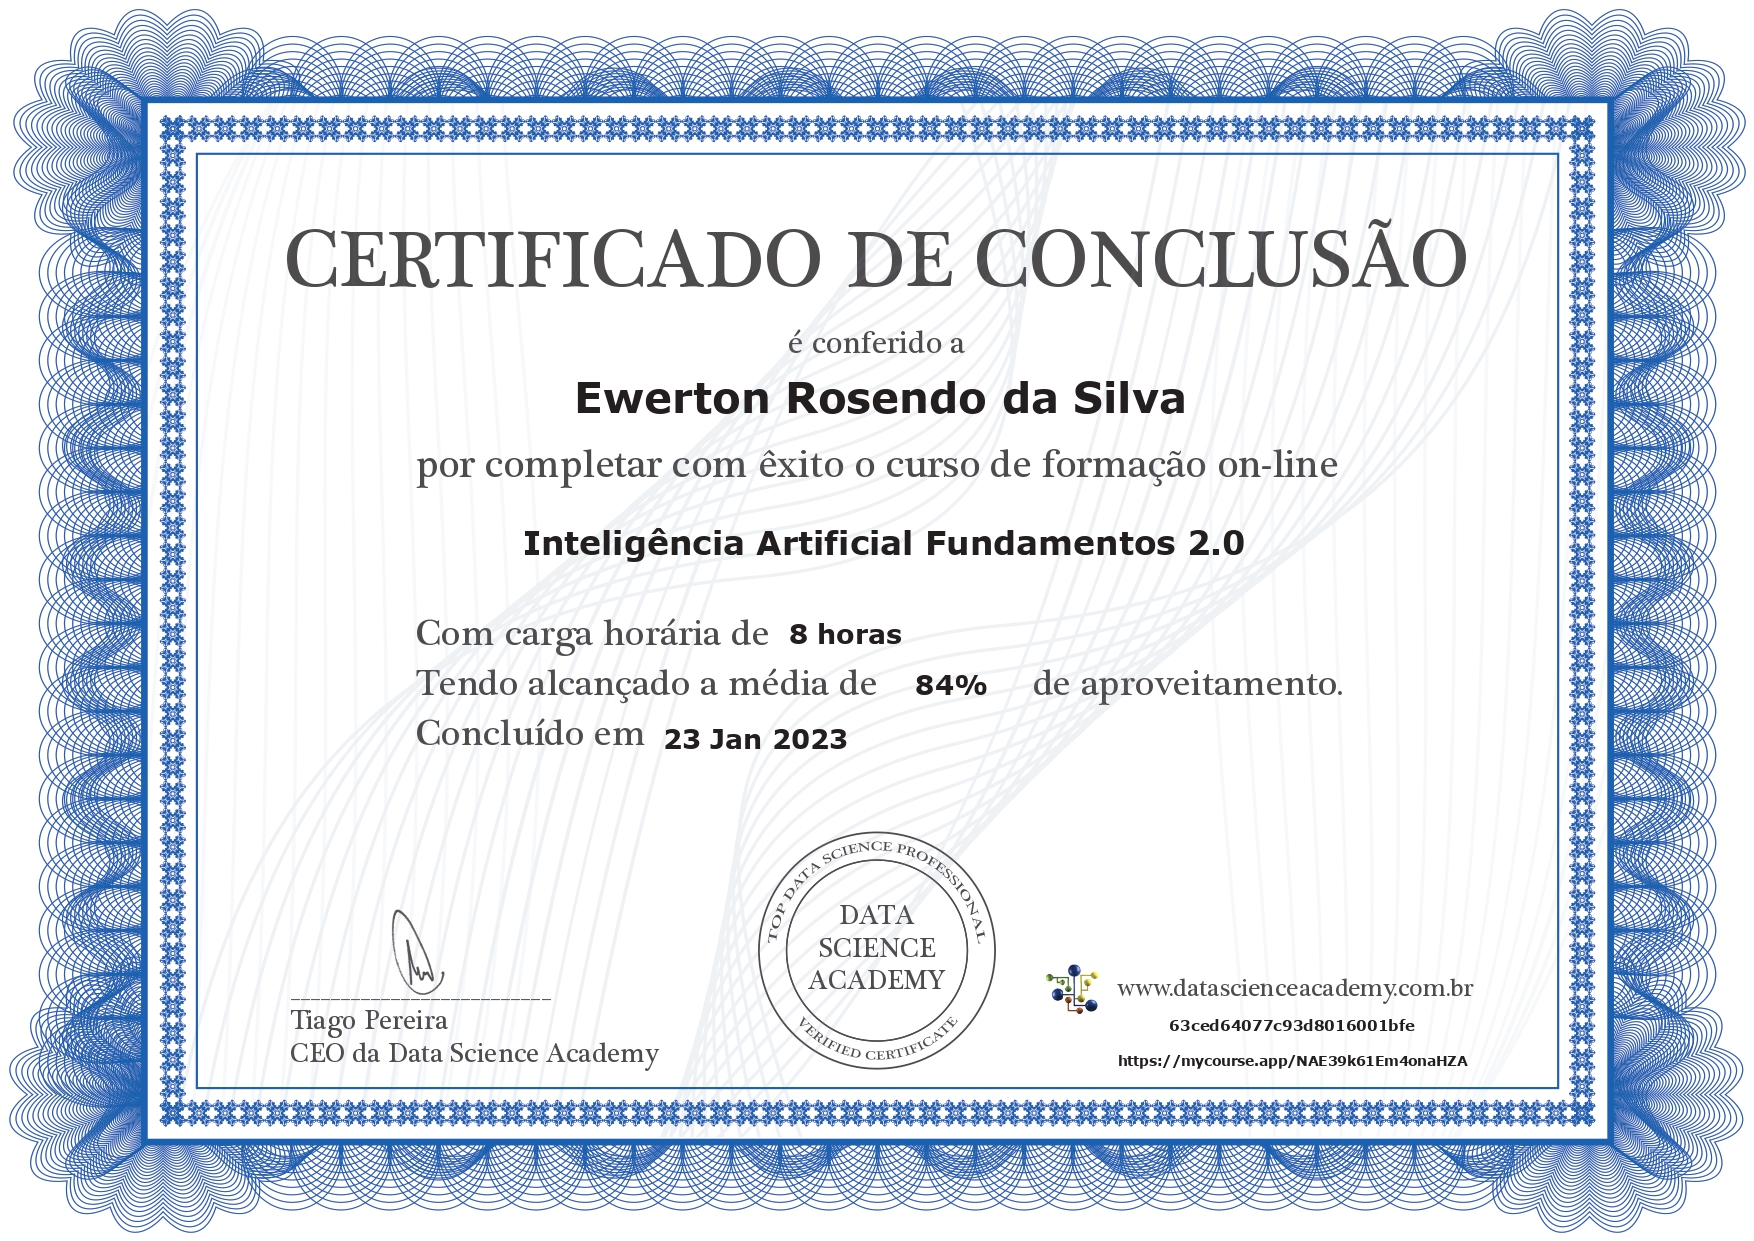 CERTIFICADO DE CONCLUSÃO
é conferido a
Ewerton Rosendo da Silva
por completar com êxito o curso de formação on-line
Inteligência Artificial Fundamentos 2.0
Com carga horária de 8 horas
Tendo alcançado a média de 84% de aproveitamento.
Concluído em 23 Jan 2023
TOP DATA SCIENCE PROFESSIONAL
DATA
SCIENCE
ACADEMY
VERIFIED CERTIFICATE
Tiago Pereira
CEO da Data Science Academy
www.datascienceacademy.com.br
63ced64077c93d8016001bfe
https://mycourse.app/NAE39k61Em4onaHZA